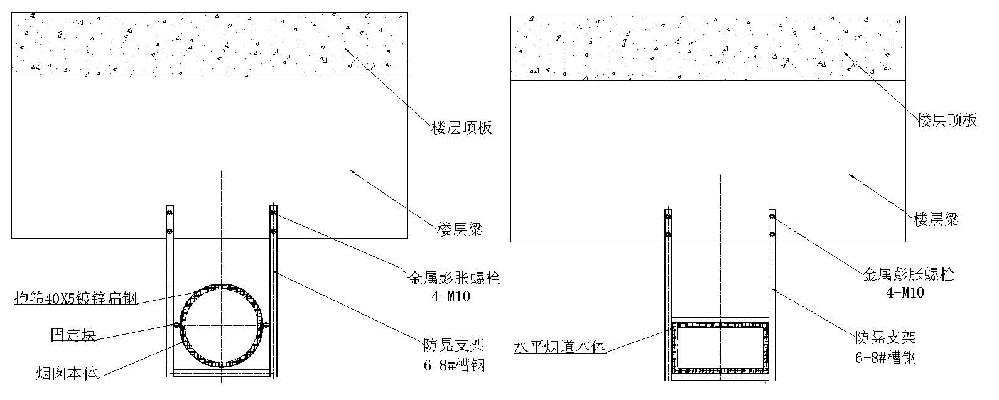 楼层顶板
楼层梁
金属彭胀螺栓
4-M10
抱箍40X5镀锌扁钢
固定块
烟囱本体
防晃支架
6-8#槽钢
楼层顶板
楼层梁
金属彭胀螺栓
4-M10
水平烟道本体
防晃支架
6-8#槽钢